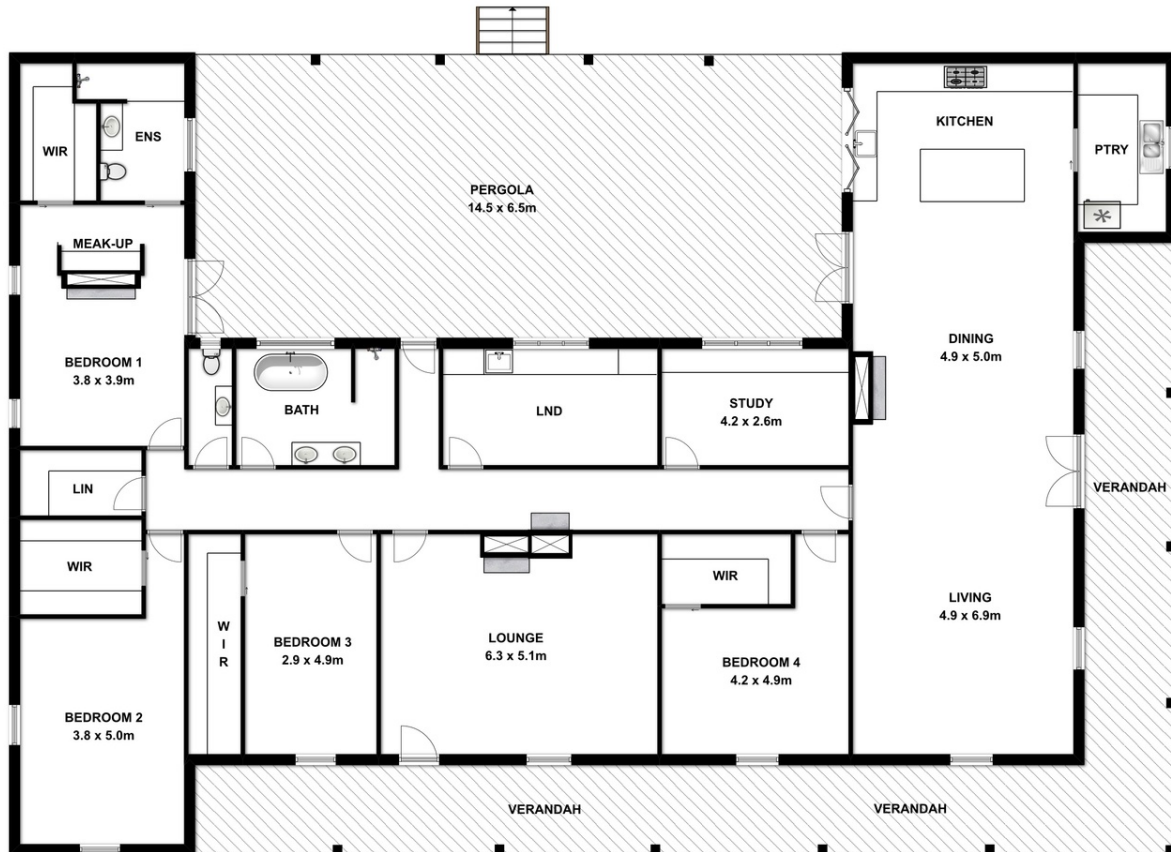 WIR
ENS
KITCHEN
PTRY
PERGOLA
14.5 x 6.5m
MEAK-UP
BEDROOM 1
3.8 x 3.9m
BATH
LND
STUDY
4.2 x 2.6m
DINING
4.9 x 5.0m
LIN
VERANDAH
WIR
W
I
R
BEDROOM 3
2.9 x 4.9m
LOUNGE
6.3 x 5.1m
WIR
BEDROOM 4
4.2 x 4.9m
LIVING
4.9 x 6.9m
BEDROOM 2
3.8 x 5.0m
VERANDAH
VERANDAH